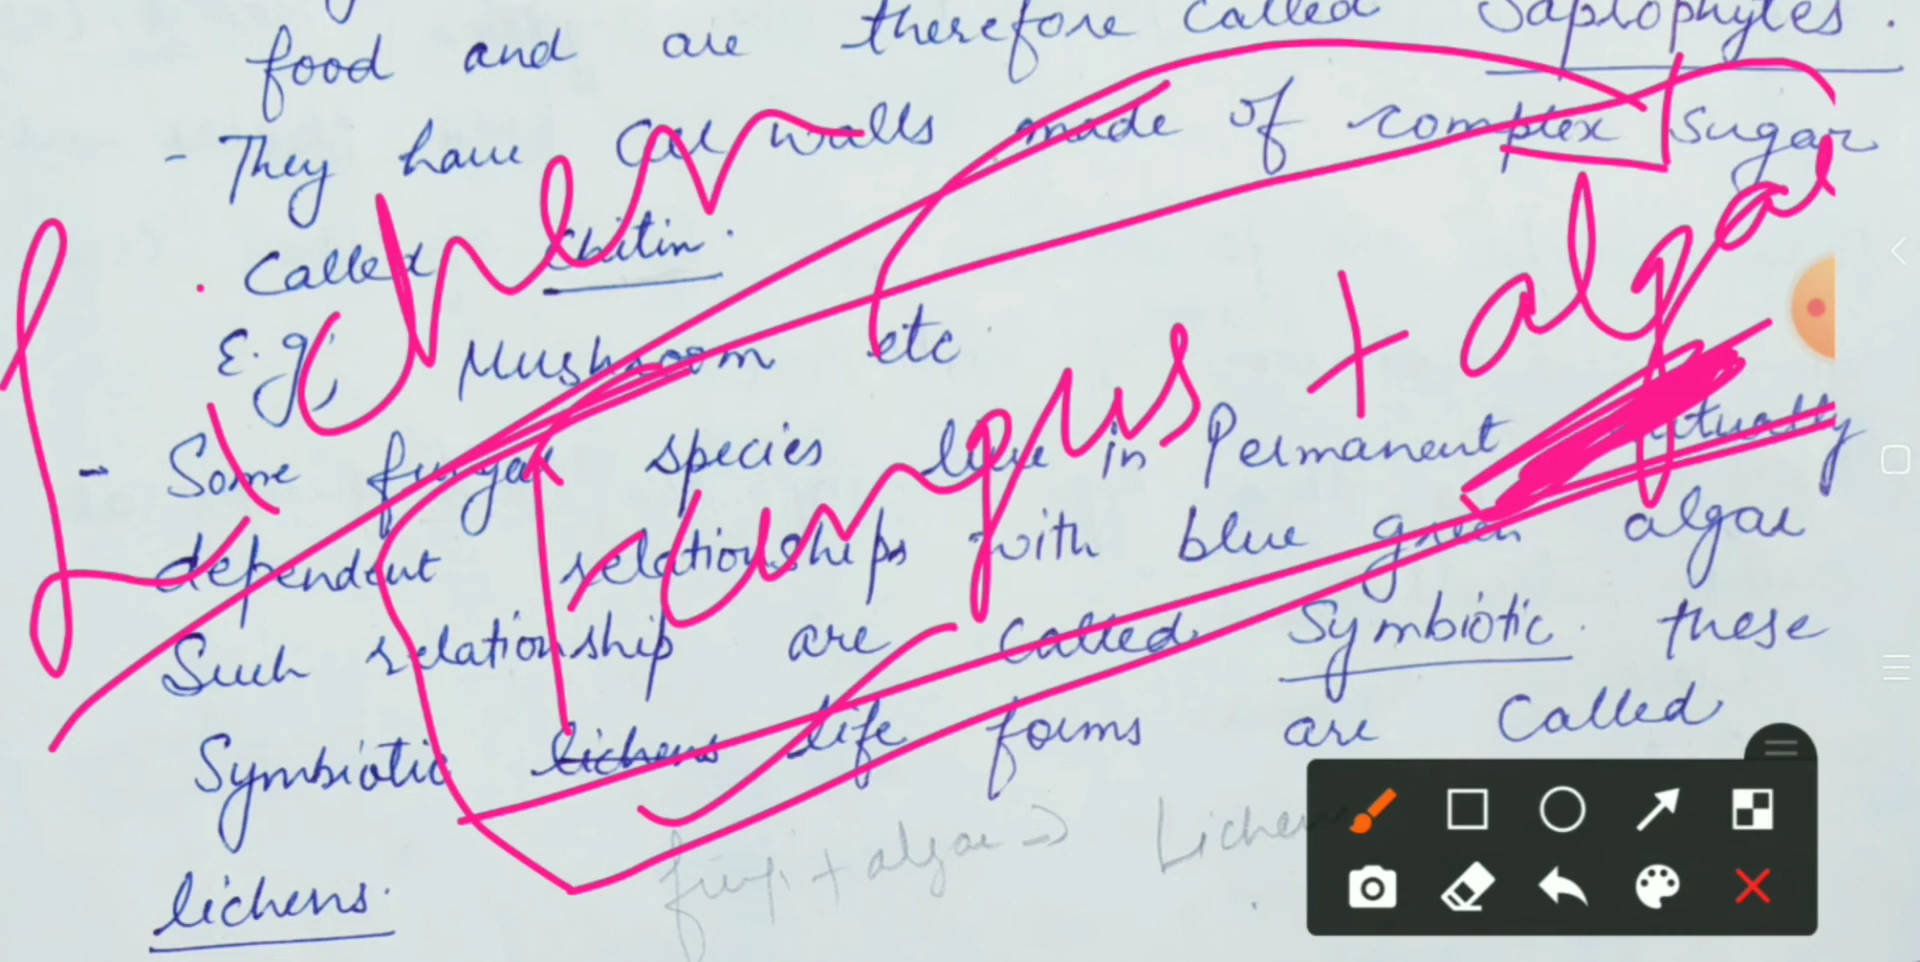 food and are therefore called Saprophytes.
- They have Cell walls made of complex sugar
Called Chitin.
E.g; Mushroom etc.
- Some fungal species live in Permanent mutually
dependent relationships with blue green algae
Such relationship are called Symbiotic. these
Symbiotic lichens life forms are called
lichens.
fungi + algae => Lichens
Lichen
fungus + algae